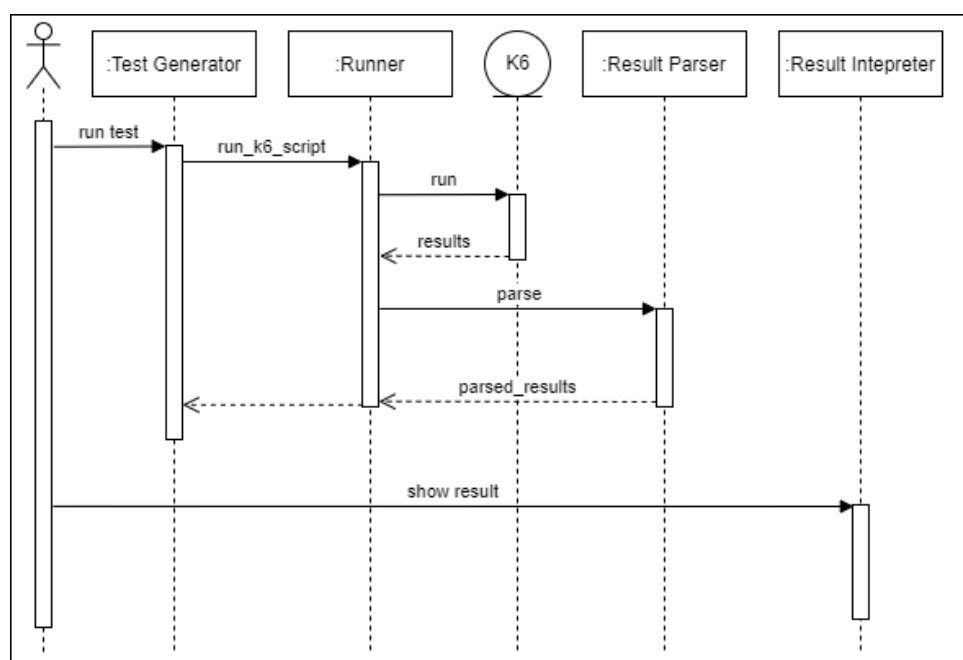 :Test Generator
:Runner
K6
:Result Parser
:Result Intepreter
run test
run_k6_script
run
results
parse
parsed_results
show result